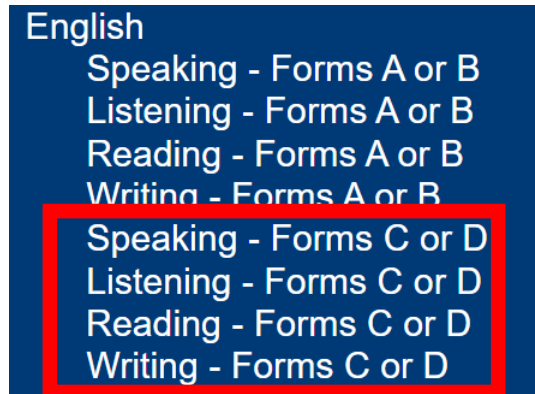 English
Speaking - Forms A or B
Listening - Forms A or B
Reading - Forms A or B
Writing - Forms A or B
Speaking - Forms C or D
Listening - Forms C or D
Reading - Forms C or D
Writing - Forms C or D